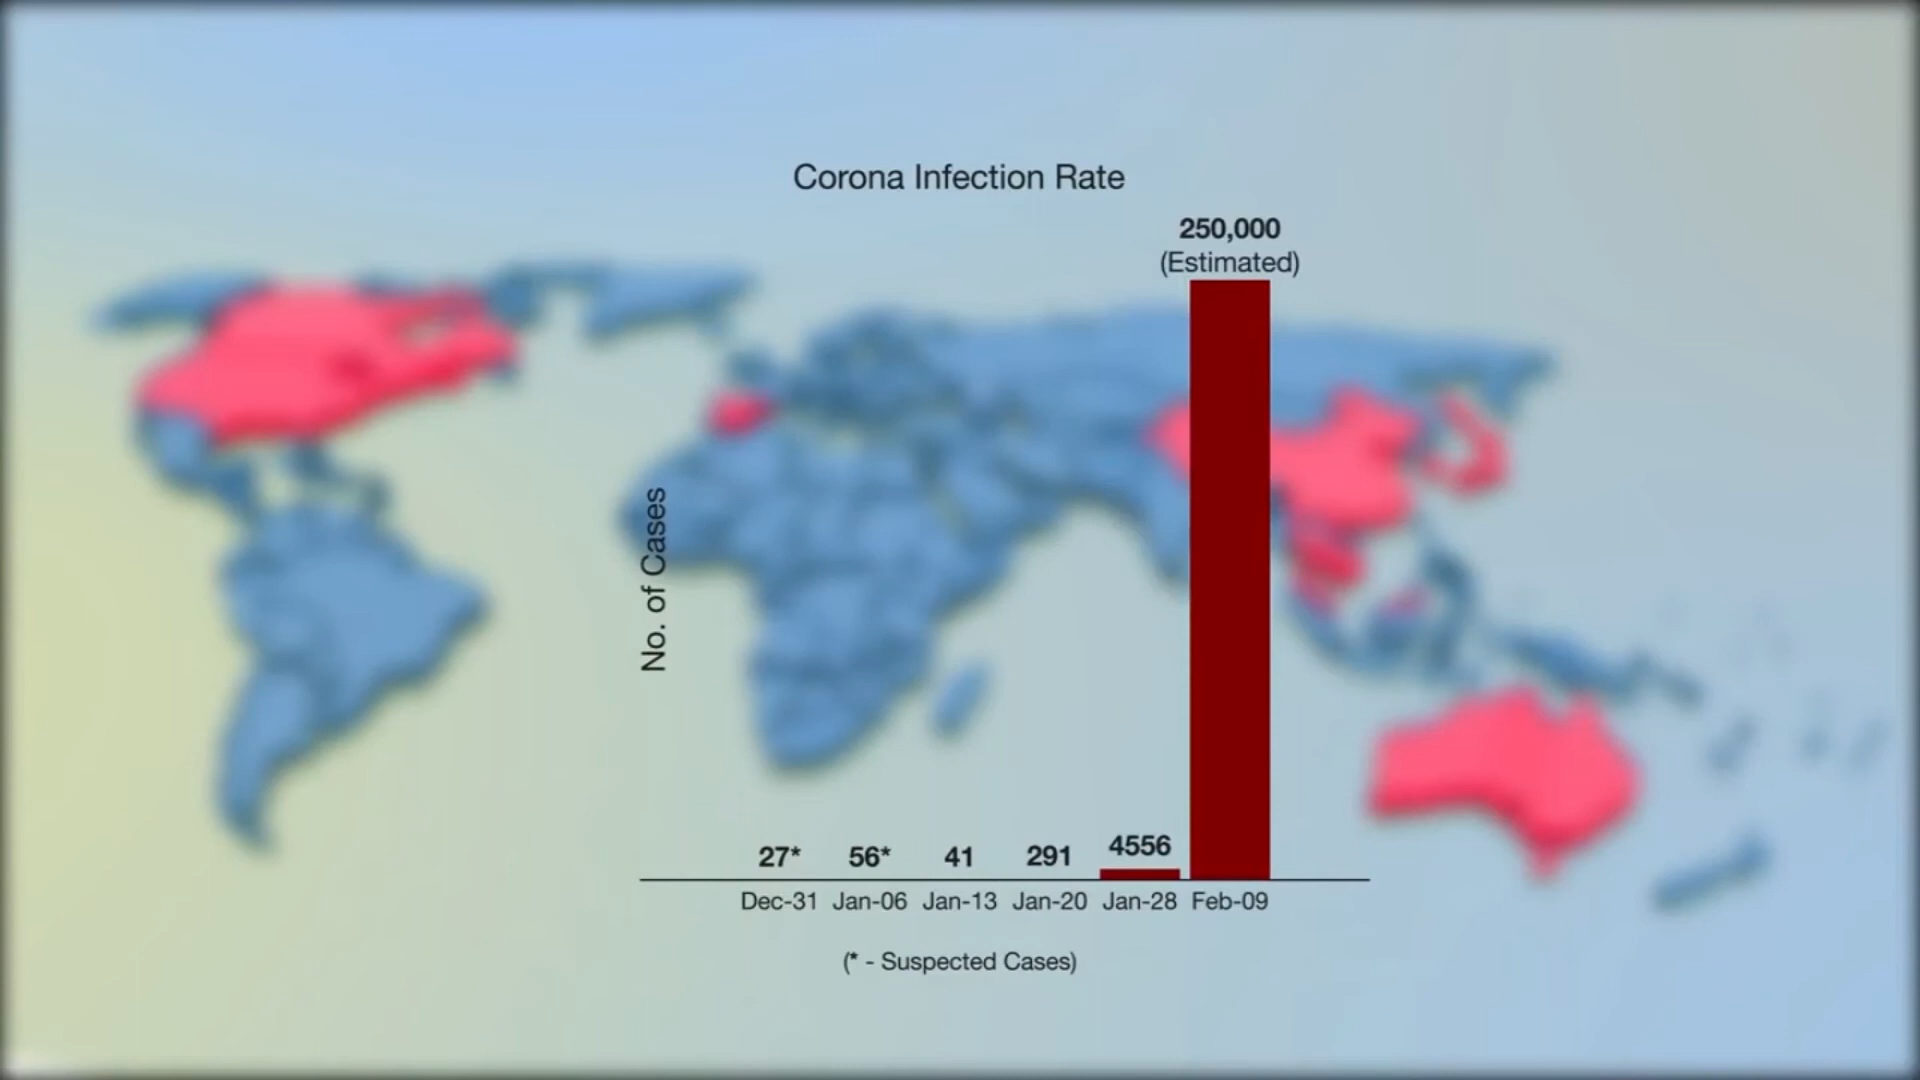 Corona Infection Rate
250,000
(Estimated)
No. of Cases
27* 56* 41 291 4556
Dec-31 Jan-06 Jan-13 Jan-20 Jan-28 Feb-09
(* - Suspected Cases)